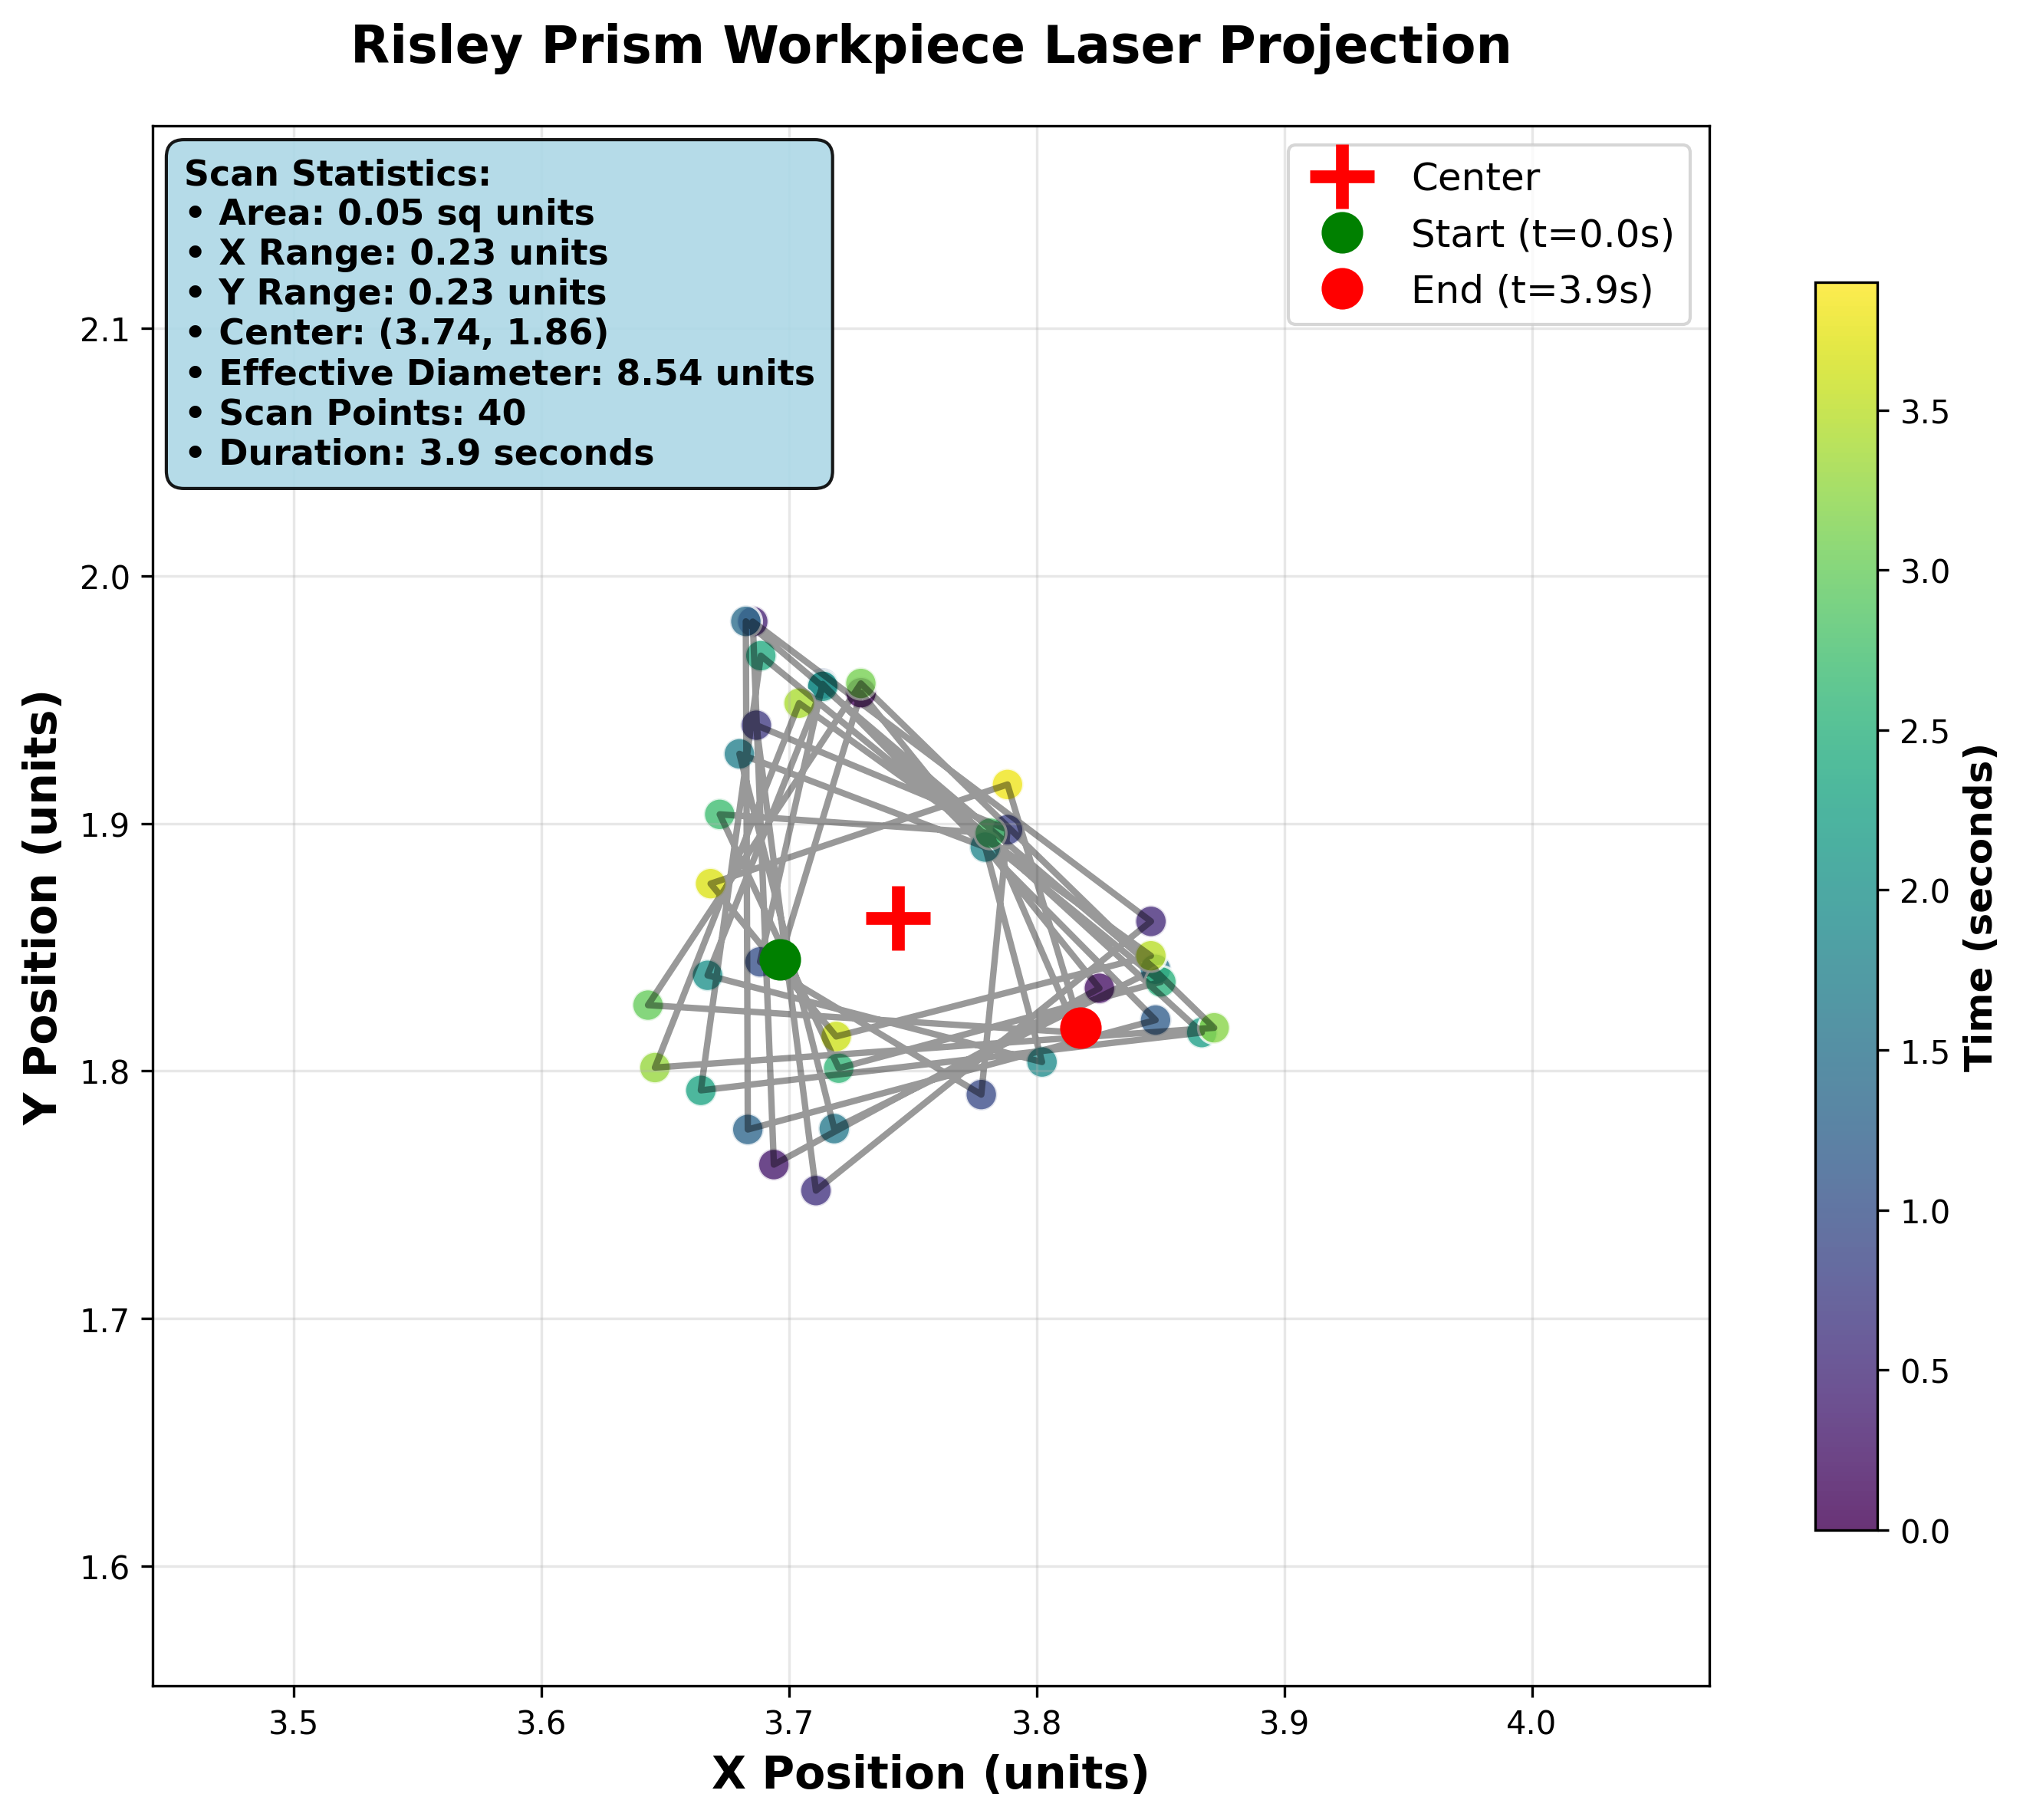 Risley Prism Workpiece Laser Projection
Scan Statistics:
• Area: 0.05 sq units
• X Range: 0.23 units
• Y Range: 0.23 units
• Center: (3.74, 1.86)
• Effective Diameter: 8.54 units
• Scan Points: 40
• Duration: 3.9 seconds
Center
Start (t=0.0s)
End (t=3.9s)
2.1
2.0
1.9
1.8
1.7
1.6
Y Position (units)
3.5
3.6
3.7
3.8
3.9
4.0
X Position (units)
3.5
3.0
2.5
2.0
1.5
1.0
0.5
0.0
Time (seconds)